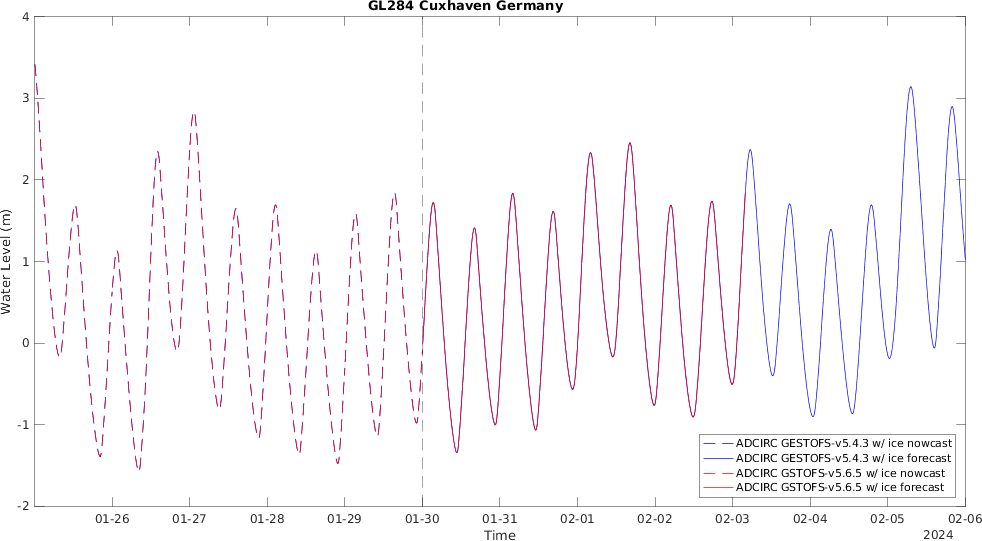 GL284 Cuxhaven Germany
4
3
2
1
0
-1
-2
Water Level (m)
ADCIRC GESTOFS-v5.4.3 w/ ice nowcast
ADCIRC GESTOFS-v5.4.3 w/ ice forecast
ADCIRC GSTOFS-v5.6.5 w/ ice nowcast
ADCIRC GSTOFS-v5.6.5 w/ ice forecast
01-26 01-27 01-28 01-29 01-30 01-31 02-01 02-02 02-03 02-04 02-05 02-06
Time
2024